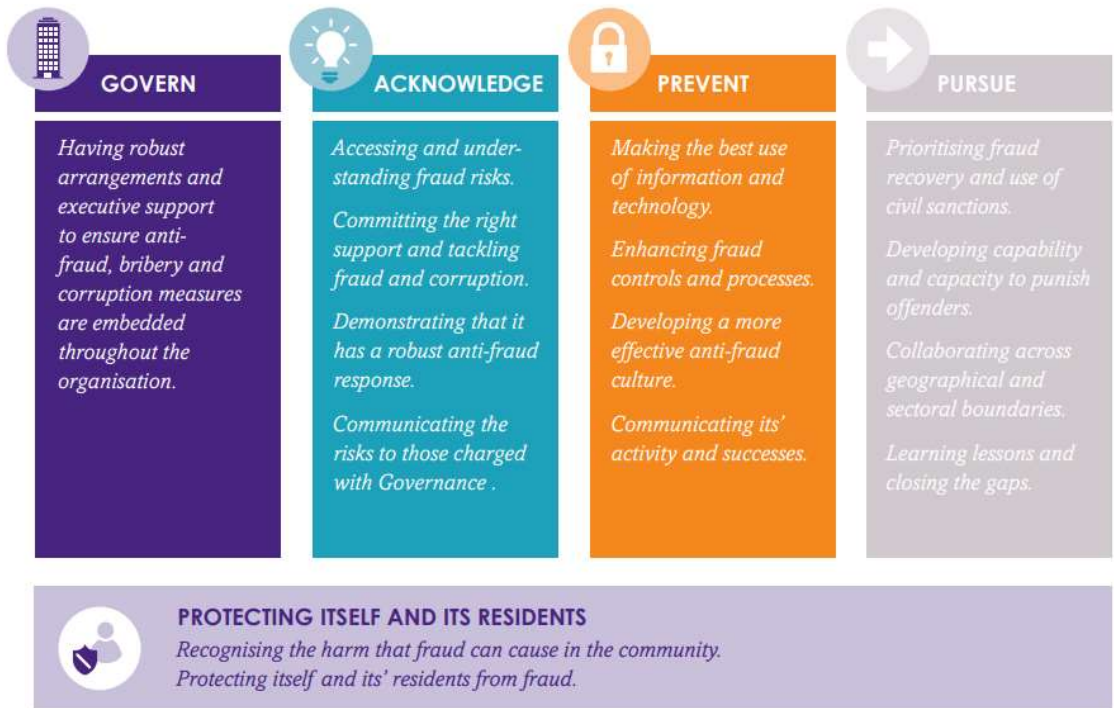 GOVERN
Having robust
arrangements and
executive support
to ensure anti-
fraud, bribery and
corruption measures
are embedded
throughout the
organisation.
ACKNOWLEDGE
Accessing and under-
standing fraud risks.
Committing the right
support and tackling
fraud and corruption.
Demonstrating that it
has a robust anti-fraud
response.
Communicating the
risks to those charged
with Governance .
PREVENT
Making the best use
of information and
technology.
Enhancing fraud
controls and processes.
Developing a more
effective anti-fraud
culture.
Communicating its’
activity and successes.
PURSUE
Prioritising fraud
recovery and use of
civil sanctions.
Developing capability
and capacity to punish
offenders.
Collaborating across
geographical and
sectoral boundaries.
Learning lessons and
closing the gaps.
PROTECTING ITSELF AND ITS RESIDENTS
Recognising the harm that fraud can cause in the community.
Protecting itself and its’ residents from fraud.